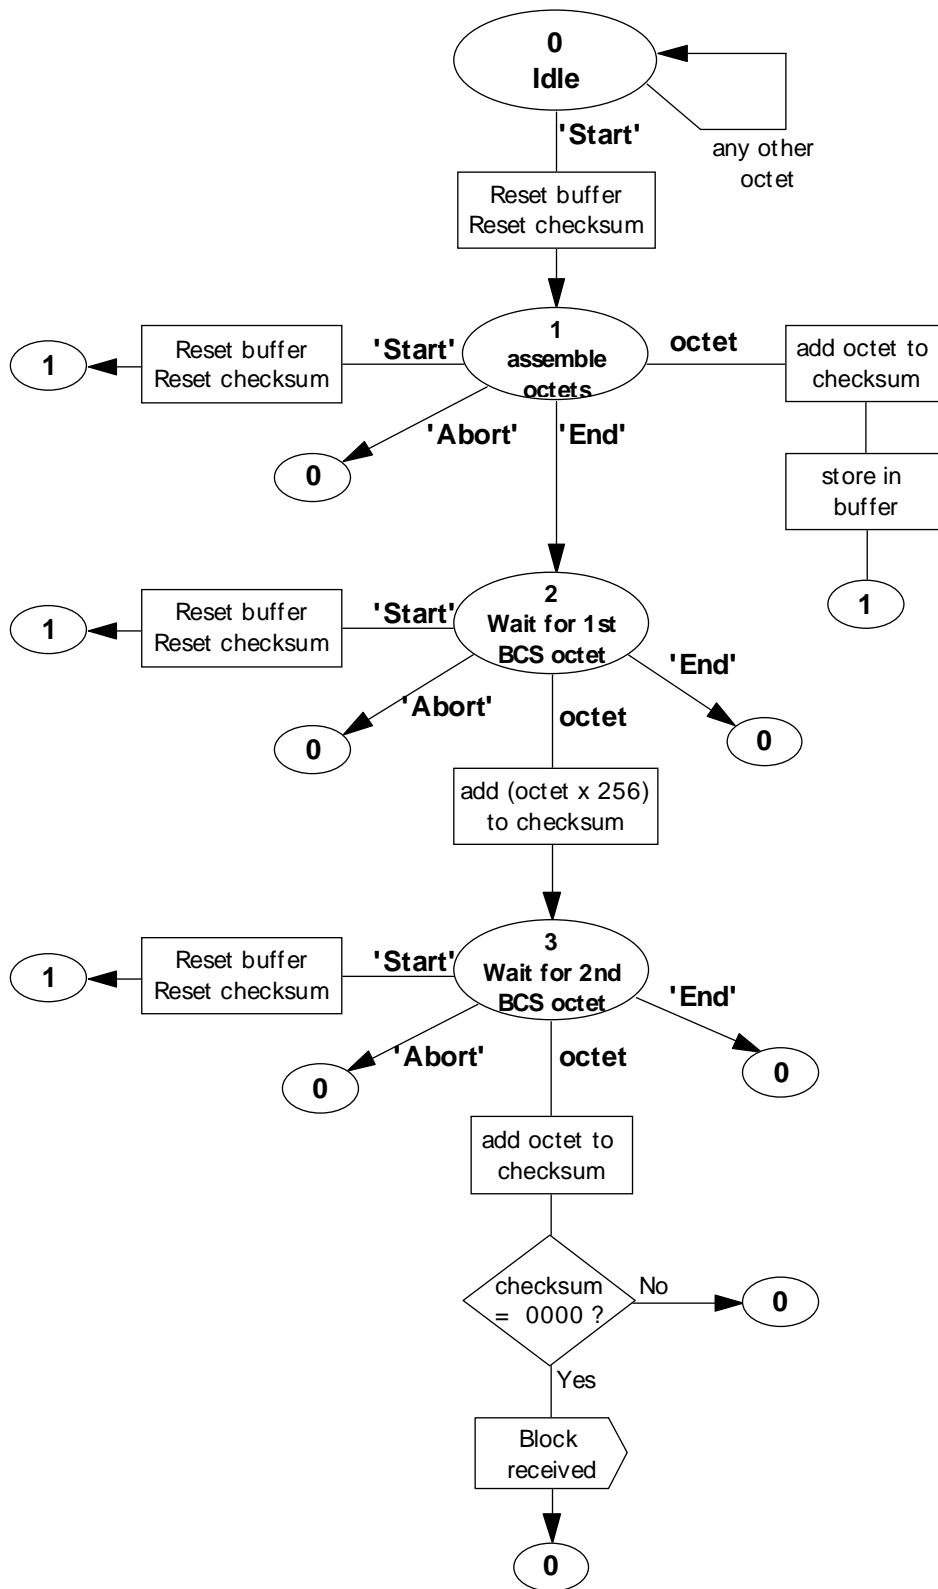 0
Idle
'Start'
any other
octet
Reset buffer
Reset checksum
1
Reset buffer
Reset checksum
'Start'
1
assemble
octets
octet
add octet to
checksum
'Abort'
'End'
0
store in
buffer
1
1
Reset buffer
Reset checksum
'Start'
2
Wait for 1st
BCS octet
'End'
'Abort'
octet
0
0
add (octet x 256)
to checksum
1
Reset buffer
Reset checksum
'Start'
3
Wait for 2nd
BCS octet
'End'
'Abort'
octet
0
0
add octet to
checksum
checksum
= 0000 ?
No
0
Yes
Block
received
0